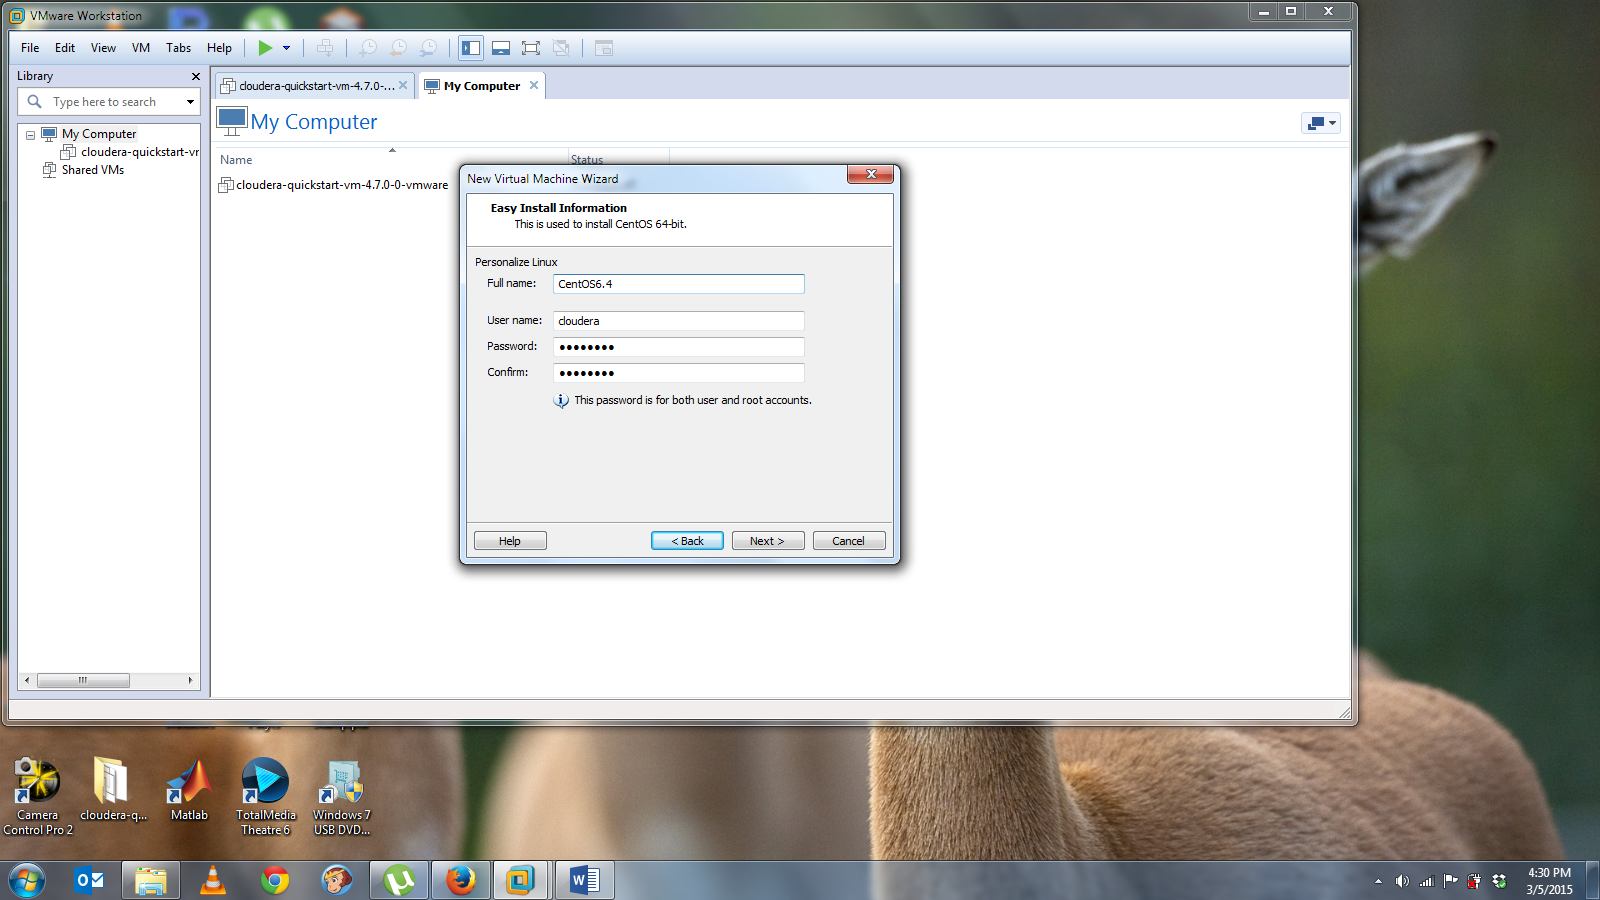 VMware Workstation
File Edit View VM Tabs Help
Library
Type here to search
My Computer
cloudera-quickstart-vr
Shared VMs
cloudera-quickstart-vm-4.7.0-...
My Computer
My Computer
Name Status
cloudera-quickstart-vm-4.7.0-0-vmware
New Virtual Machine Wizard
Easy Install Information
This is used to install CentOS 64-bit.
Personalize Linux
Full name: CentOS6.4
User name: cloudera
Password: ●●●●●●●●
Confirm: ●●●●●●●●
This password is for both user and root accounts.
Help < Back Next > Cancel
Camera
Control Pro 2
cloudera-q...
Matlab
TotalMedia
Theatre 6
Windows 7
USB DVD...
4:30 PM
3/5/2015